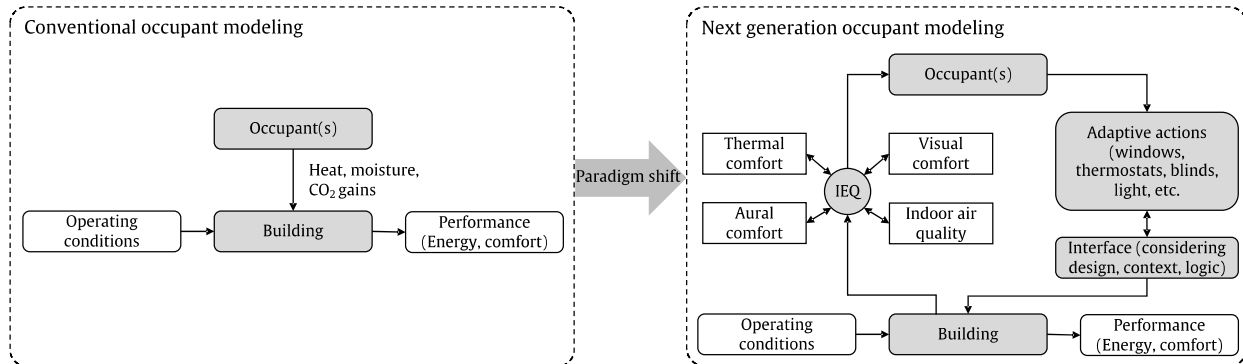 Conventional occupant modeling
Occupant(s)
Heat, moisture,
CO₂ gains
Operating
conditions
Building
Performance
(Energy, comfort)
Paradigm shift
Next generation occupant modeling
Occupant(s)
Adaptive actions
(windows,
thermostats, blinds,
light, etc.
Thermal
comfort
Visual
comfort
IEQ
Aural
comfort
Indoor air
quality
Interface (considering
design, context, logic)
Operating
conditions
Building
Performance
(Energy, comfort)